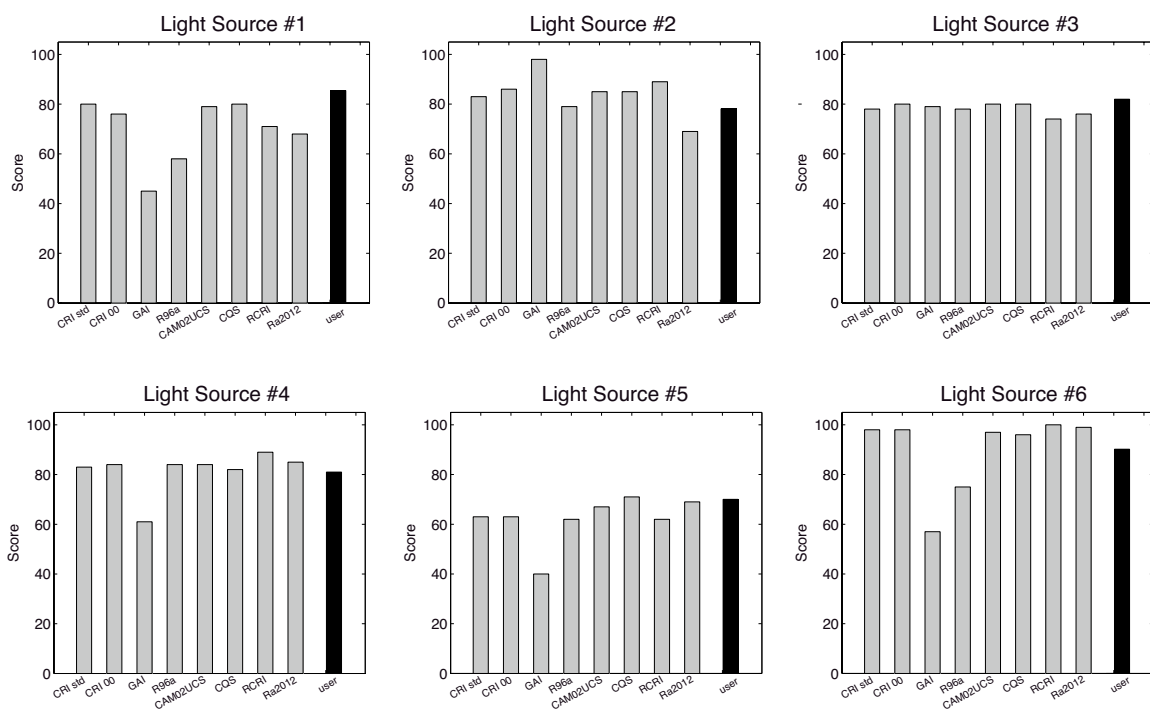 Light Source #1
100
80
60
40
20
0
Score
CRI std
CRI 00
GAI
R96a
CAM02UCS
CQS
RCRI
Ra2012
user
Light Source #2
100
80
60
40
20
0
Score
CRI std
CRI 00
GAI
R96a
CAM02UCS
CQS
RCRI
Ra2012
user
Light Source #3
100
80
60
40
20
0
Score
CRI std
CRI 00
GAI
R96a
CAM02UCS
CQS
RCRI
Ra2012
user
Light Source #4
100
80
60
40
20
0
Score
CRI std
CRI 00
GAI
R96a
CAM02UCS
CQS
RCRI
Ra2012
user
Light Source #5
100
80
60
40
20
0
Score
CRI std
CRI 00
GAI
R96a
CAM02UCS
CQS
RCRI
Ra2012
user
Light Source #6
100
80
60
40
20
0
Score
CRI std
CRI 00
GAI
R96a
CAM02UCS
CQS
RCRI
Ra2012
user